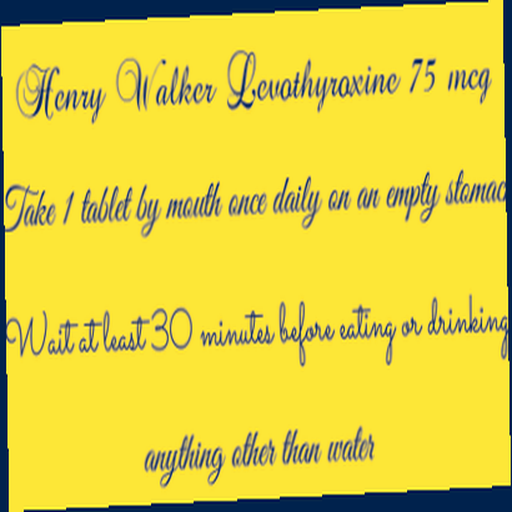 Henry Walker Levothyroxine 75 mcg
Take 1 tablet by mouth once daily on an empty stomac
Wait at least 30 minutes before eating or drinking
anything other than water